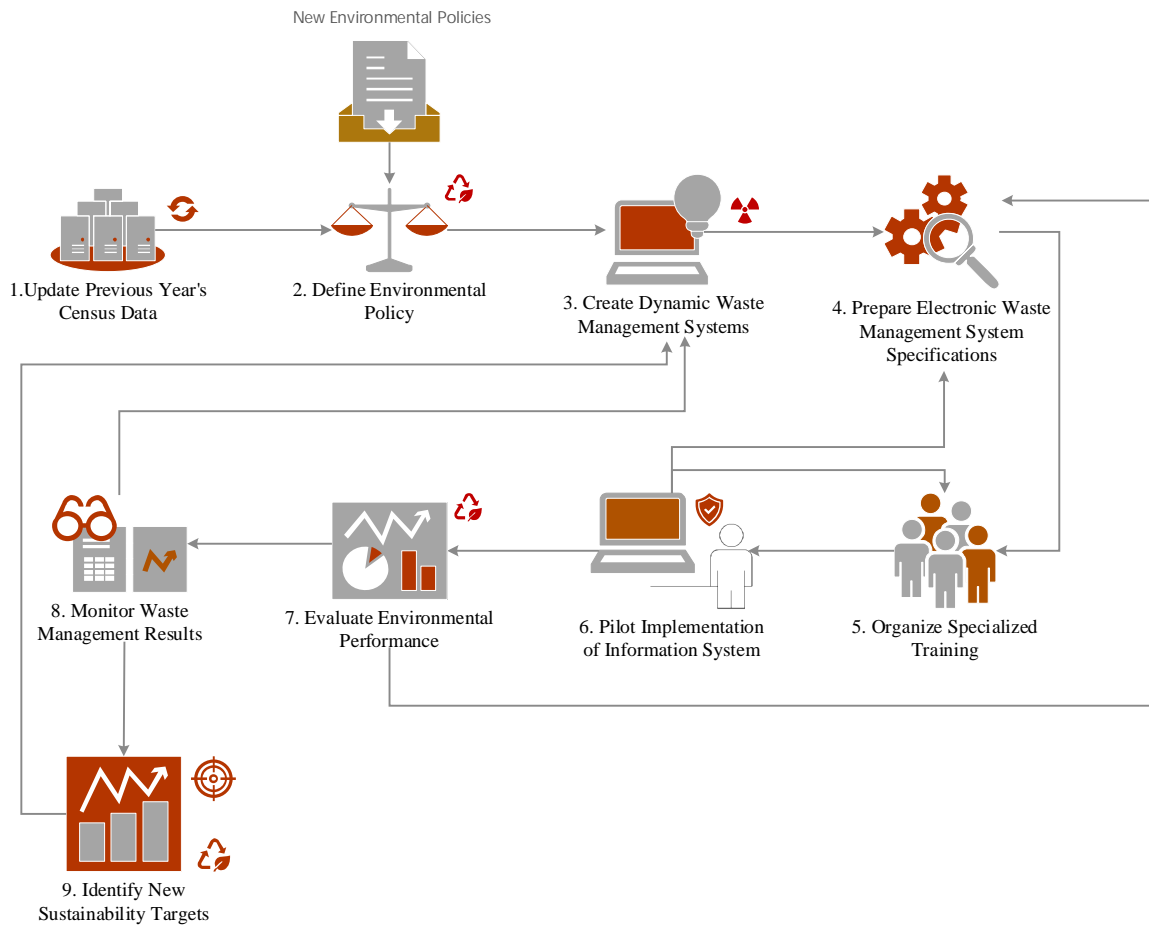 New Environmental Policies
1.Update Previous Year's
Census Data
2. Define Environmental
Policy
3. Create Dynamic Waste
Management Systems
4. Prepare Electronic Waste
Management System
Specifications
8. Monitor Waste
Management Results
7. Evaluate Environmental
Performance
6. Pilot Implementation
of Information System
5. Organize Specialized
Training
9. Identify New
Sustainability Targets